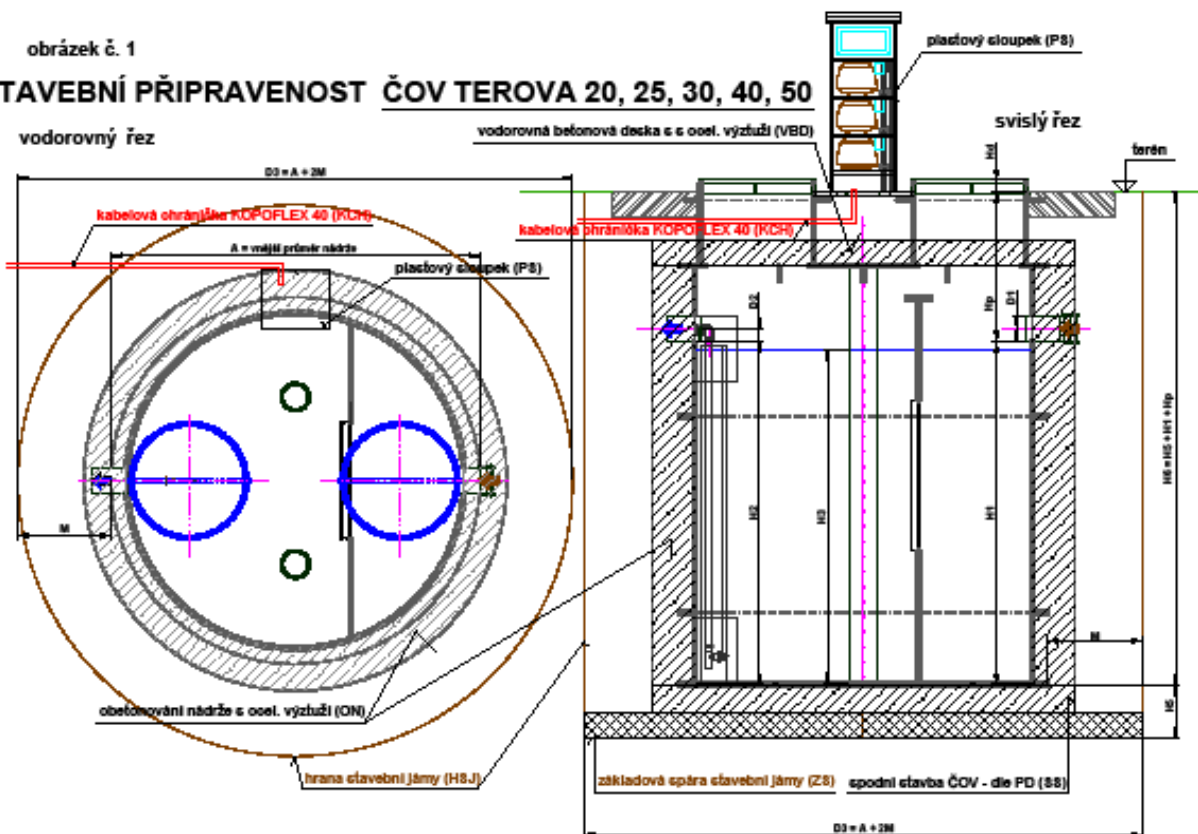 obrázek č. 1
TAVEBNÍ PŘIPRAVENOST ČOV TEROVA 20, 25, 30, 40, 50
vodorovný řez
svislý řez
plastový sloupek (PS)
vodorovná betonová deska s s ocel. výztuží (VBD)
terén
Hd
D3 = A + 2M
kabelová chránička KOPOFLEX 40 (KCH)
kabelová chránička KOPOFLEX 40 (KCH)
A = vnější průměr nádrže
plastový sloupek (PS)
D2
Hp
D1
H6 = H5 + H1 + Hp
M
H2
H3
H1
M
H5
obetonování nádrže s ocel. výztuží (ON)
hrana stavební jámy (HSJ)
základová spára stavební jámy (ZS)
spodní stavba ČOV - dle PD (SS)
D3 = A + 2M